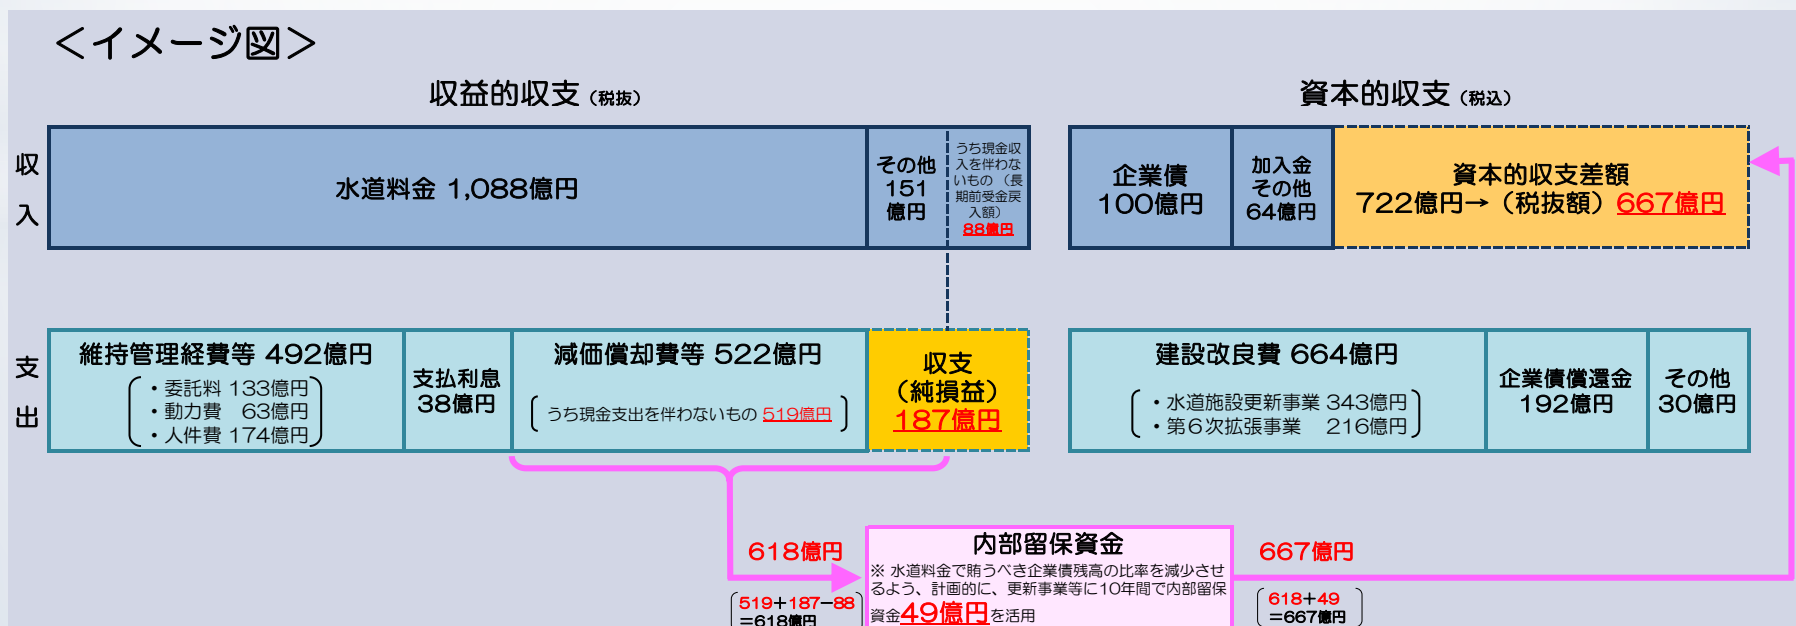 ＜イメージ図＞
収益的収支（税抜）
資本的収支（税込）
収
入
水道料金 1,088億円
その他
151
億円
うち現金収
入を伴わな
いもの（長
期前受金戻
入額）
88億円
企業債
100億円
加入金
その他
64億円
資本的収支差額
722億円→（税抜額）667億円
支
出
維持管理経費等 492億円
・委託料 133億円
・動力費　63億円
・人件費 174億円
支払利息
38億円
減価償却費等 522億円
うち現金支出を伴わないもの 519億円
収支
（純損益）
187億円
建設改良費 664億円
・水道施設更新事業 343億円
・第６次拡張事業　216億円
企業債償還金
192億円
その他
30億円
618億円
519＋187－88
＝618億円
内部留保資金
※ 水道料金で賄うべき企業債残高の比率を減少させ
るよう、計画的に、更新事業等に10年間で内部留保
資金49億円を活用
667億円
618＋49
＝667億円